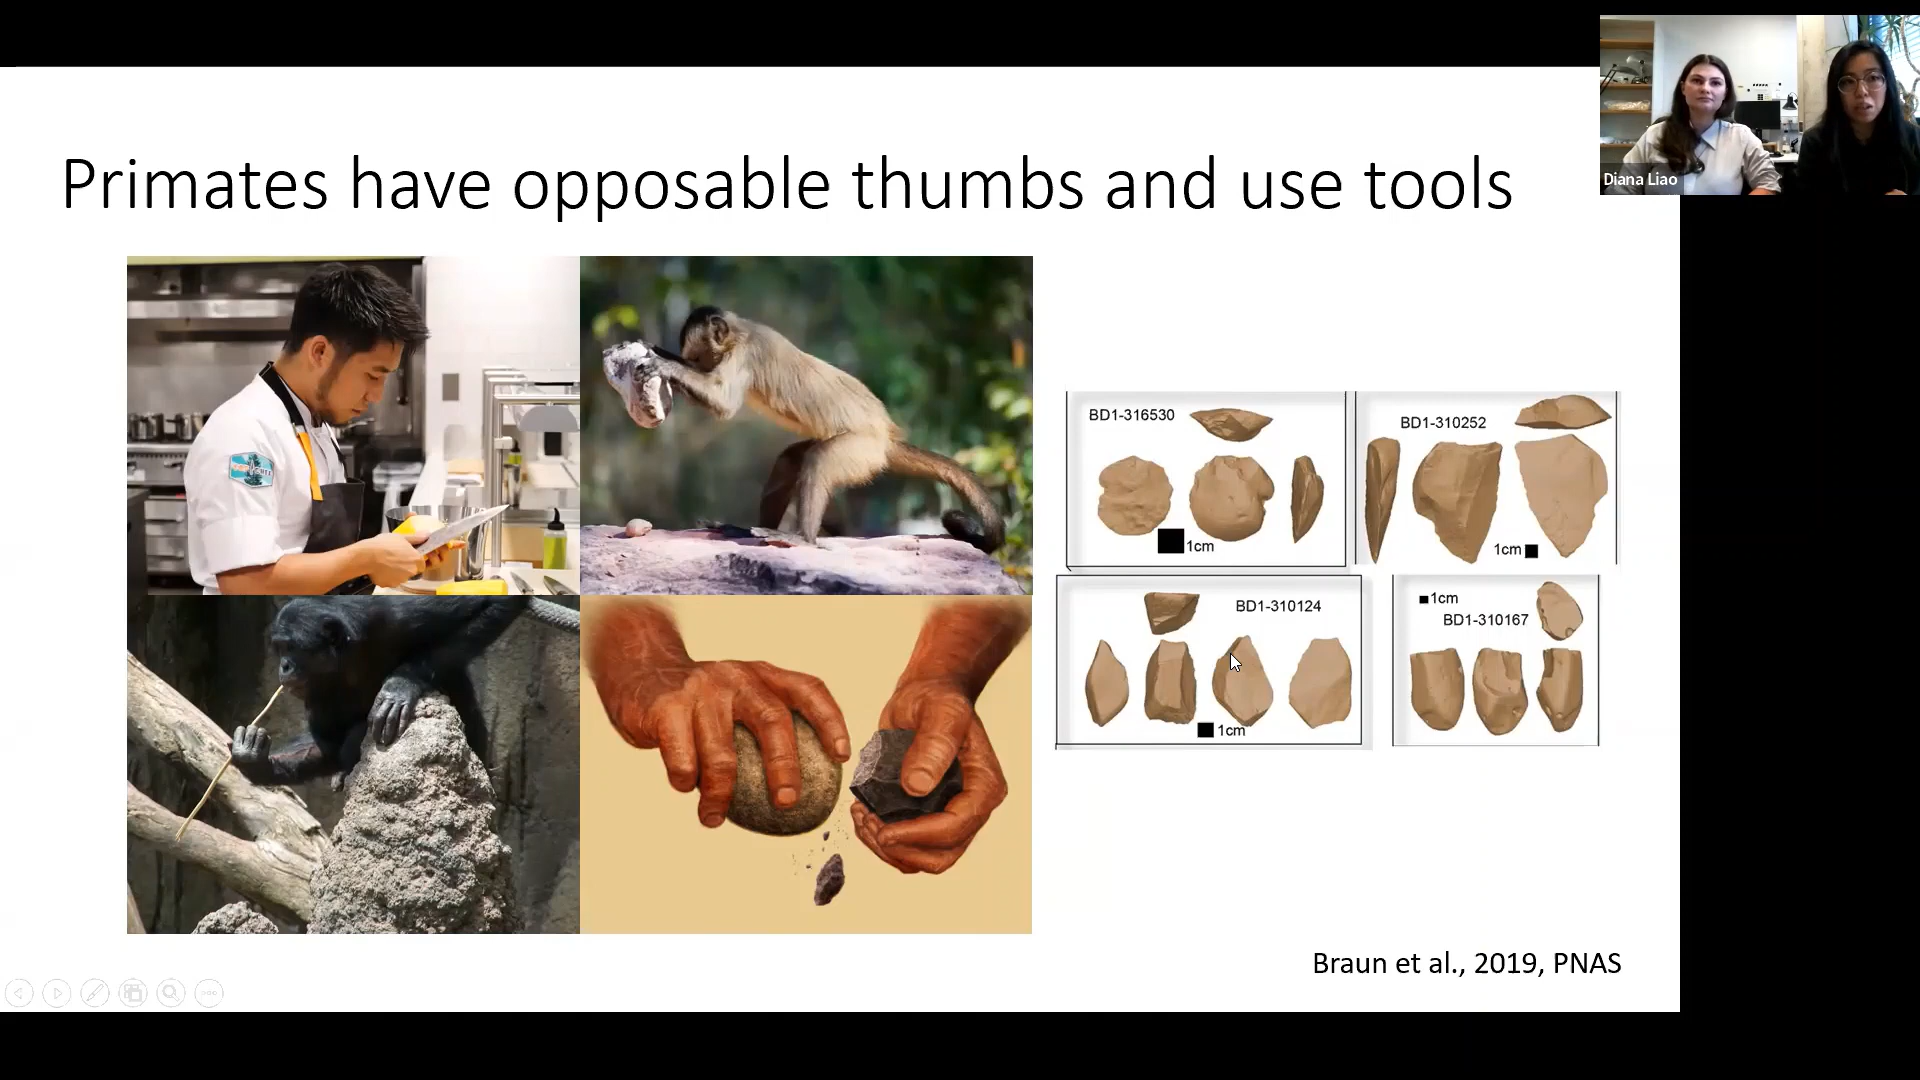 Diana Liao
Primates have opposable thumbs and use tools
BD1-316530
1cm
BD1-310252
1cm
BD1-310124
1cm
1cm
BD1-310167
Braun et al., 2019, PNAS